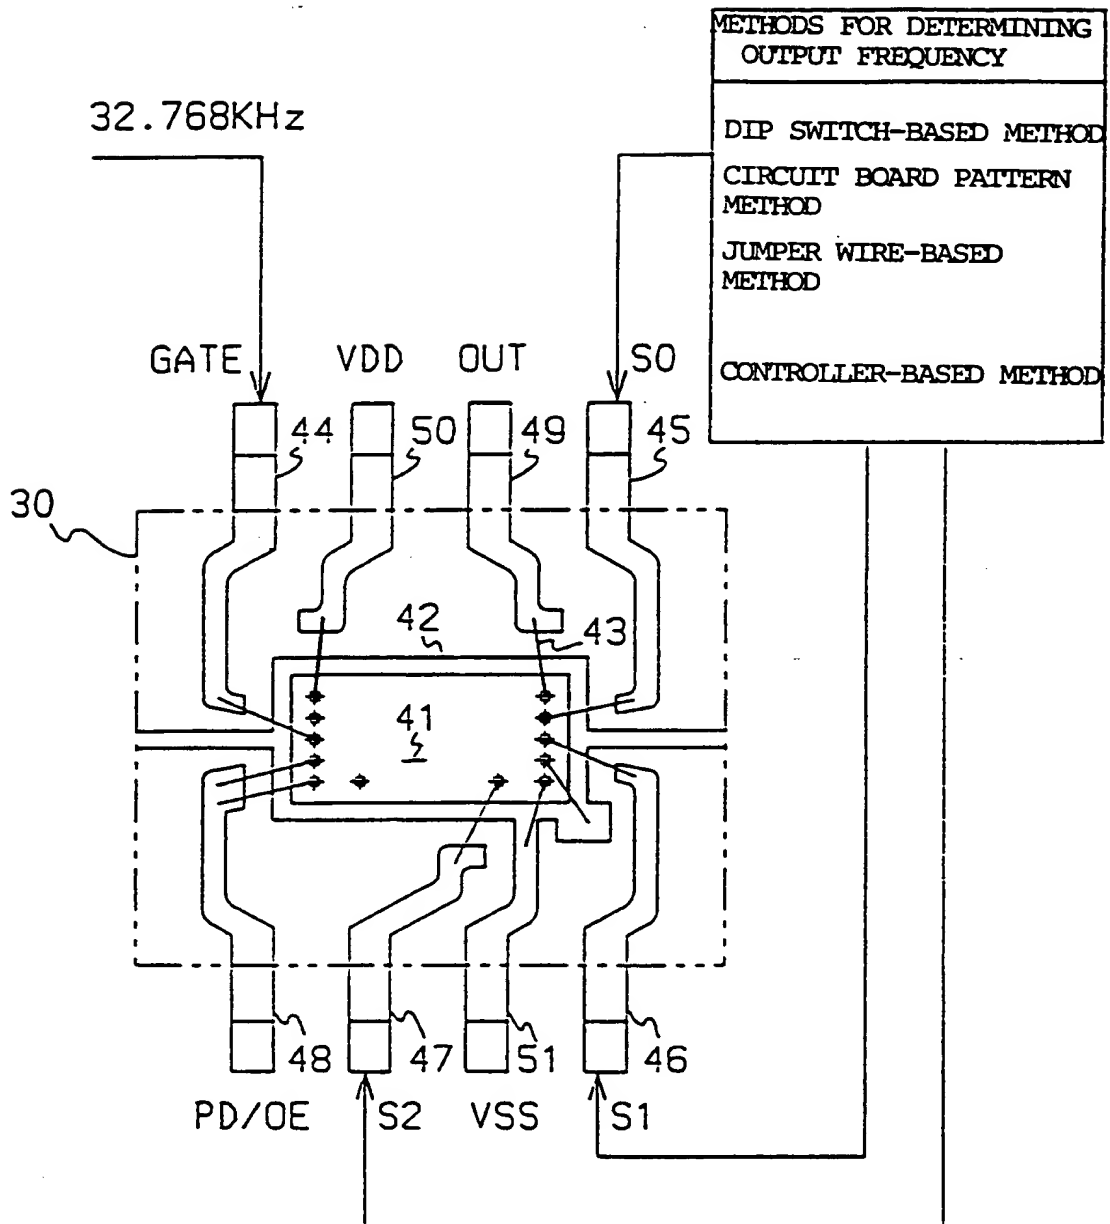 METHODS FOR DETERMINING
OUTPUT FREQUENCY
DIP SWITCH-BASED METHOD
CIRCUIT BOARD PATTERN
METHOD
JUMPER WIRE-BASED
METHOD
CONTROLLER-BASED METHOD
32.768KHz
GATE VDD OUT S0
44 50 49 45
30
42 43
41
48 47 51 46
PD/OE S2 VSS S1